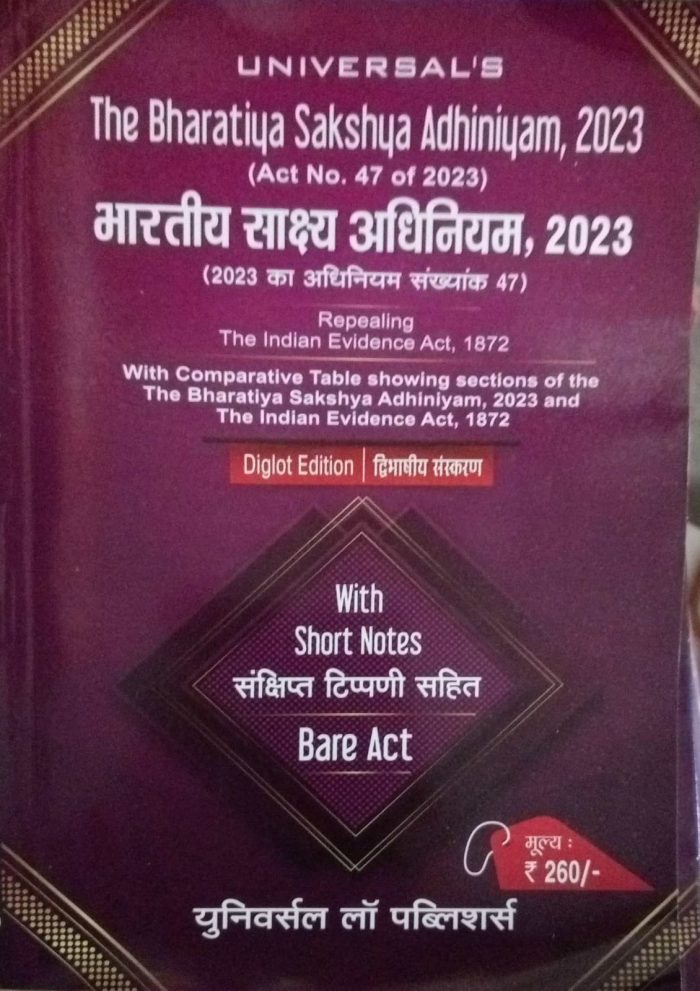 UNIVERSAL'S
The Bharatiya Sakshya Adhiniyam, 2023
(Act No. 47 of 2023)
भारतीय साक्ष्य अधिनियम, 2023
(2023 का अधिनियम संख्यांक 47)
Repealing
The Indian Evidence Act, 1872
With Comparative Table showing sections of the
The Bharatiya Sakshya Adhiniyam, 2023 and
The Indian Evidence Act, 1872
Diglot Edition | द्विभाषीय संस्करण
With
Short Notes
संक्षिप्त टिप्पणी सहित
Bare Act
मूल्य :
₹ 260/-
युनिवर्सल लॉ पब्लिशर्स